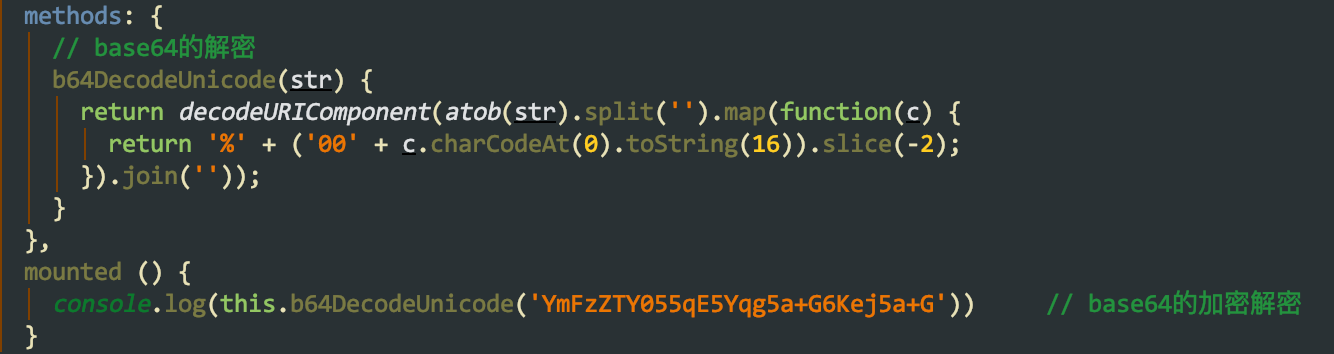 methods: {
// base64的解密
b64DecodeUnicode(str) {
return decodeURIComponent(atob(str).split('').map(function(c) {
return '%' + ('00' + c.charCodeAt(0).toString(16)).slice(-2);
}).join(''));
}
},
mounted () {
console.log(this.b64DecodeUnicode('YmFzZTY055qE5Yqg5a+G6Kej5a+G')) // base64的加密解密
}